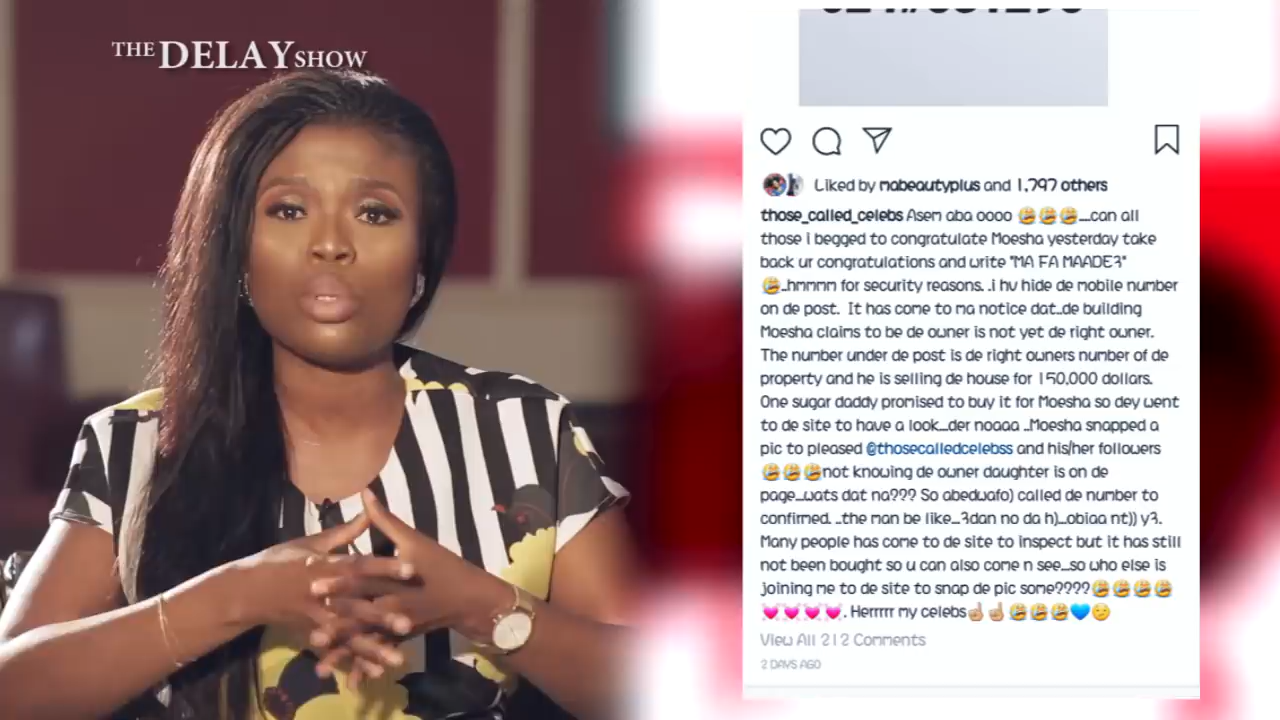 THE DELAY SHOW
Liked by mabeautyplus and 1,797 others
those_called_celebs Asem aba oooo 🤣🤣🤣....can all
those i begged to congratulate Moesha yesterday take
back ur congratulations and write "MA FA MAADE3"
🤣..hmmmm for security reasons. .i hv hide de mobile number
on de post. It has come to ma notice dat..de building
Moesha claims to be de owner is not yet de right owner.
The number under de post is de right owners number of de
property and he is selling de house for 150,000 dollars.
One sugar daddy promised to buy it for Moesha so dey went
to de site to have a look...der noaaa ..Moesha snapped a
pic to pleased @thosecalledcelebss and his/her followers
🤣🤣🤣not knowing de owner daughter is on de
page...wats dat na??? So abeduwafo) called de number to
confirmed. ..the man be like...3dan no da h)...obiaa nt)) y3.
Many people has come to de site to inspect but it has still
not been bought so u can also come n see...so who else is
joining me to de site to snap de pic some????🤣🤣🤣🤣
💓💓💓💓. Herrrrr my celebs☝☝🤣🤣🤣💙😏
View All 212 Comments
2 DAYS AGO